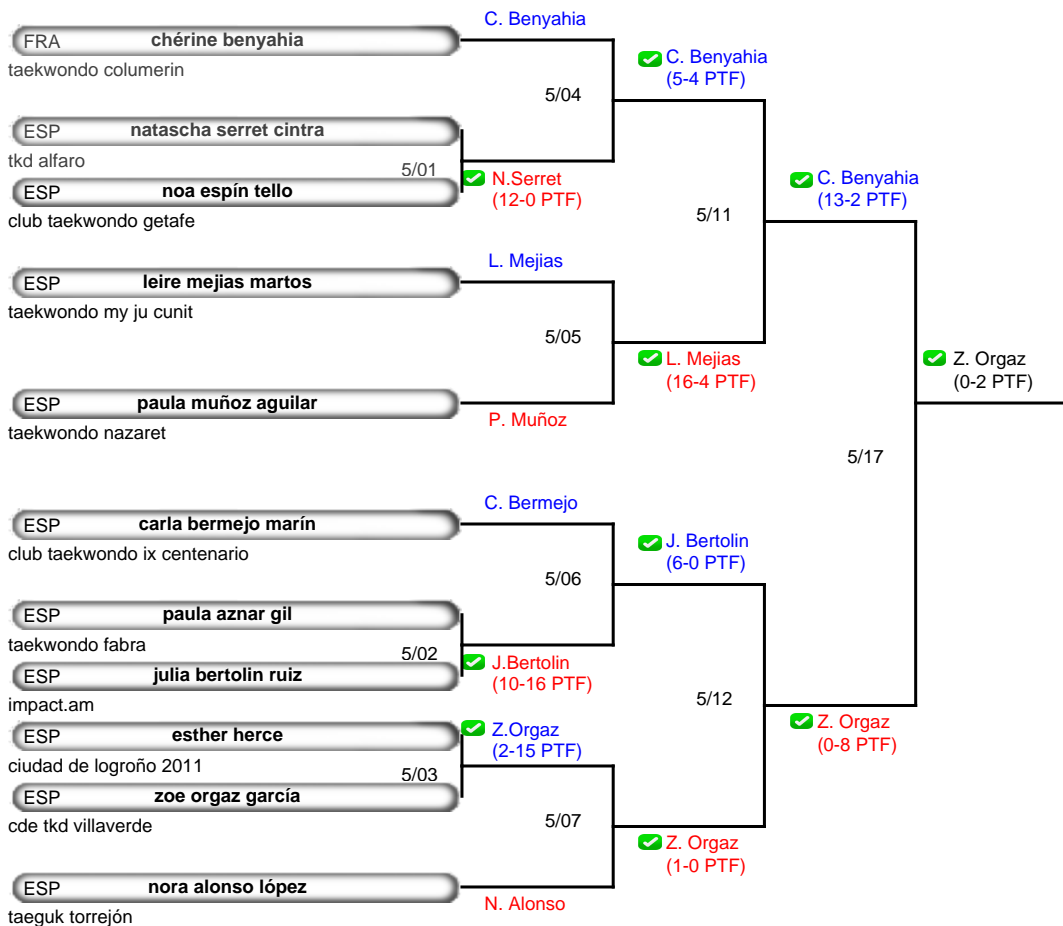 C. Benyahia
FRA chérine benyahia
taekwondo columerin
C. Benyahia
(5-4 PTF)
5/04
ESP natascha serret cintra
tkd alfaro
5/01
ESP noa espín tello
club taekwondo getafe
N.Serret
(12-0 PTF)
C. Benyahia
(13-2 PTF)
5/11
L. Mejias
ESP leire mejias martos
taekwondo my ju cunit
5/05
L. Mejias
(16-4 PTF)
Z. Orgaz
(0-2 PTF)
ESP paula muñoz aguilar
taekwondo nazaret
P. Muñoz
5/17
C. Bermejo
ESP carla bermejo marín
club taekwondo ix centenario
J. Bertolin
(6-0 PTF)
5/06
ESP paula aznar gil
taekwondo fabra
5/02
ESP julia bertolin ruiz
impact.am
J.Bertolin
(10-16 PTF)
5/12
Z. Orgaz
(0-8 PTF)
ESP esther herce
ciudad de logroño 2011
Z.Orgaz
(2-15 PTF)
5/03
ESP zoe orgaz garcía
cde tkd villaverde
5/07
Z. Orgaz
(1-0 PTF)
ESP nora alonso lópez
taeguk torrejón
N. Alonso